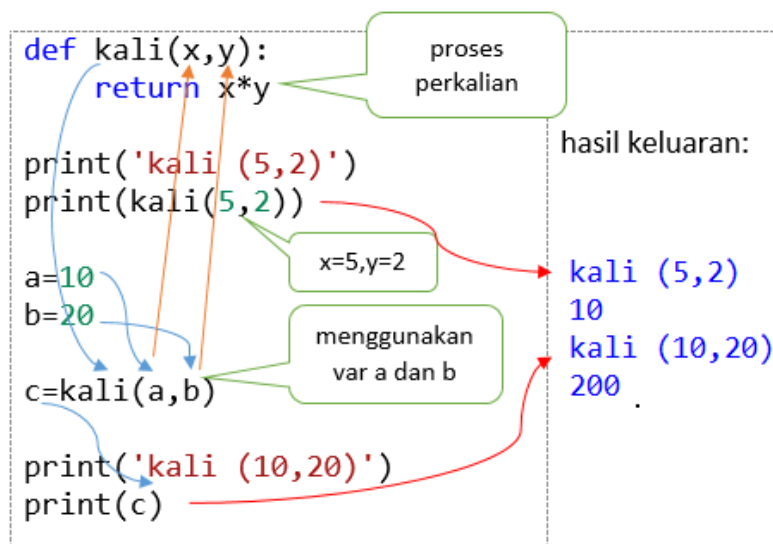 def kali(x,y):
return x*y
proses
perkalian
print('kali (5,2)')
print(kali(5,2))
x=5,y=2
a=10
b=20
menggunakan
var a dan b
c=kali(a,b)
print('kali (10,20)')
print(c)
hasil keluaran:
kali (5,2)
10
kali (10,20)
200 .